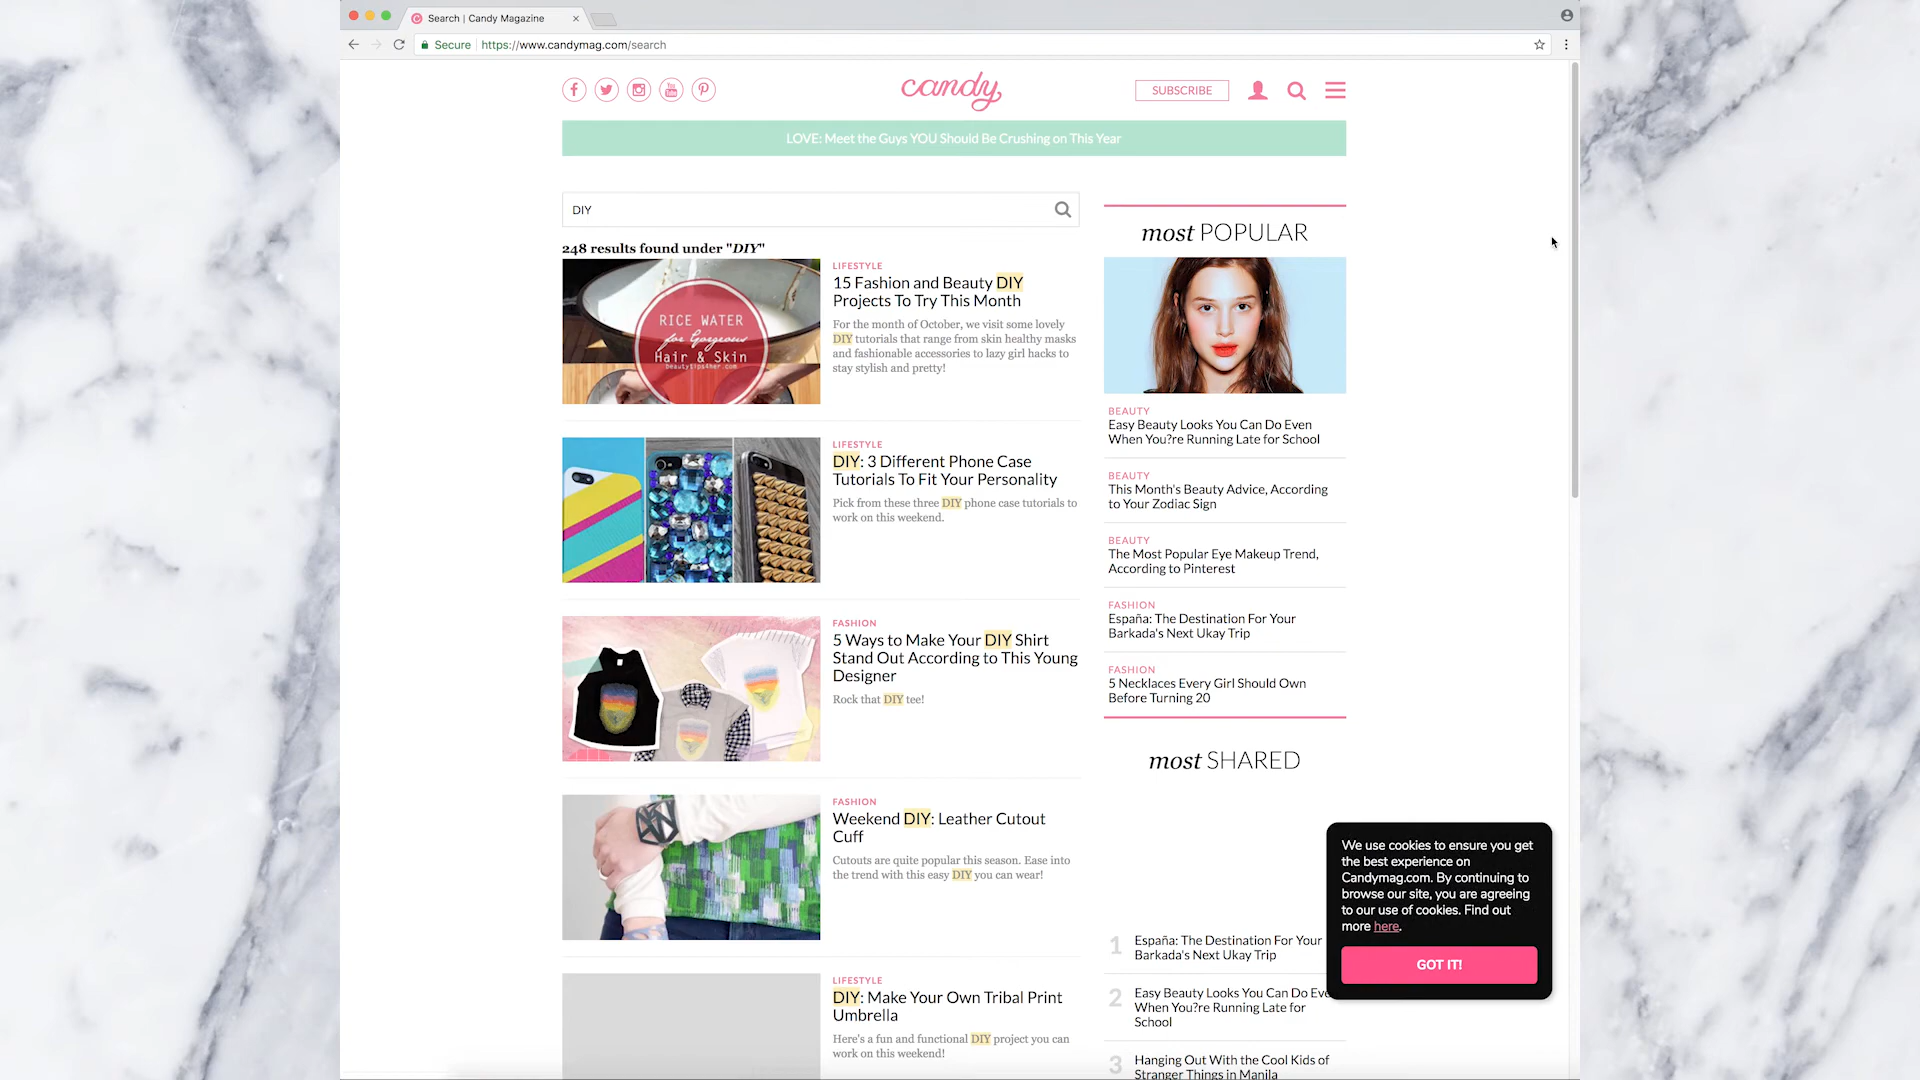 Search | Candy Magazine
Secure
https://www.candymag.com/search
candy
SUBSCRIBE
LOVE: Meet the Guys YOU Should Be Crushing on This Year
DIY
248 results found under "DIY"
RICE WATER
for Gorgeous
Hair & Skin
beautytips4her.com
LIFESTYLE
15 Fashion and Beauty DIY
Projects To Try This Month
For the month of October, we visit some lovely
DIY tutorials that range from skin healthy masks
and fashionable accessories to lazy girl hacks to
stay stylish and pretty!
LIFESTYLE
DIY: 3 Different Phone Case
Tutorials To Fit Your Personality
Pick from these three DIY phone case tutorials to
work on this weekend.
FASHION
5 Ways to Make Your DIY Shirt
Stand Out According to This Young
Designer
Rock that DIY tee!
FASHION
Weekend DIY: Leather Cutout
Cuff
Cutouts are quite popular this season. Ease into
the trend with this easy DIY you can wear!
LIFESTYLE
DIY: Make Your Own Tribal Print
Umbrella
Here's a fun and functional DIY project you can
work on this weekend!
most POPULAR
BEAUTY
Easy Beauty Looks You Can Do Even
When You?re Running Late for School
BEAUTY
This Month's Beauty Advice, According
to Your Zodiac Sign
BEAUTY
The Most Popular Eye Makeup Trend,
According to Pinterest
FASHION
España: The Destination For Your
Barkada's Next Ukay Trip
FASHION
5 Necklaces Every Girl Should Own
Before Turning 20
most SHARED
1
España: The Destination For Your
Barkada's Next Ukay Trip
2
Easy Beauty Looks You Can Do Eve
When You?re Running Late for
School
3
Hanging Out With the Cool Kids of
Stranger Things in Manila
We use cookies to ensure you get
the best experience on
Candymag.com. By continuing to
browse our site, you are agreeing
to our use of cookies. Find out
more here.
GOT IT!